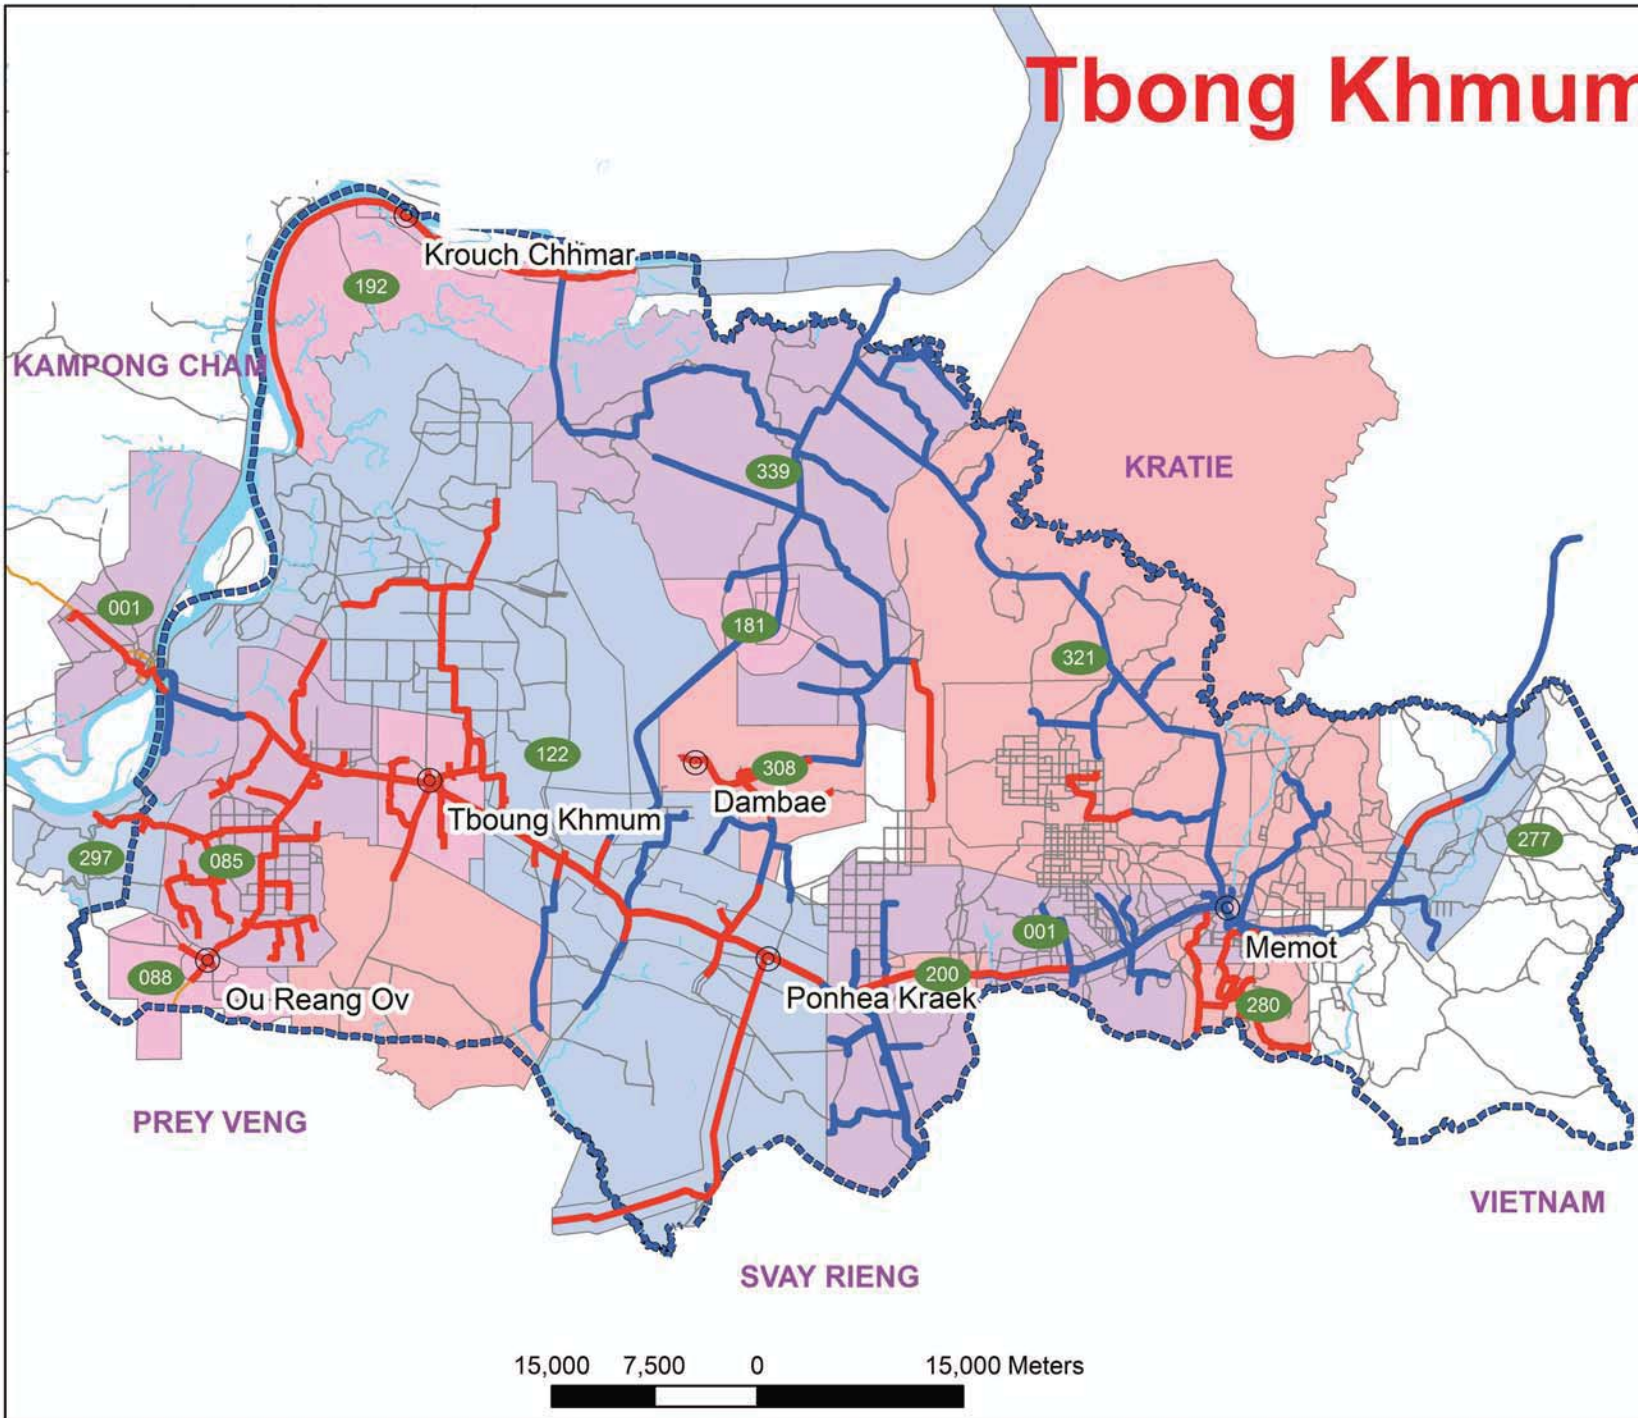 Tbong Khmum
Krouch Chhmar
192
KAMPONG CHAM
339
KRATIE
001
181
321
122
308
Dambae
Tboung Khmum
277
297
085
001
Memot
088
200
Ou Reang Ov
Ponhea Kraek
280
PREY VENG
VIETNAM
SVAY RIENG
15,000 7,500 0 15,000 Meters